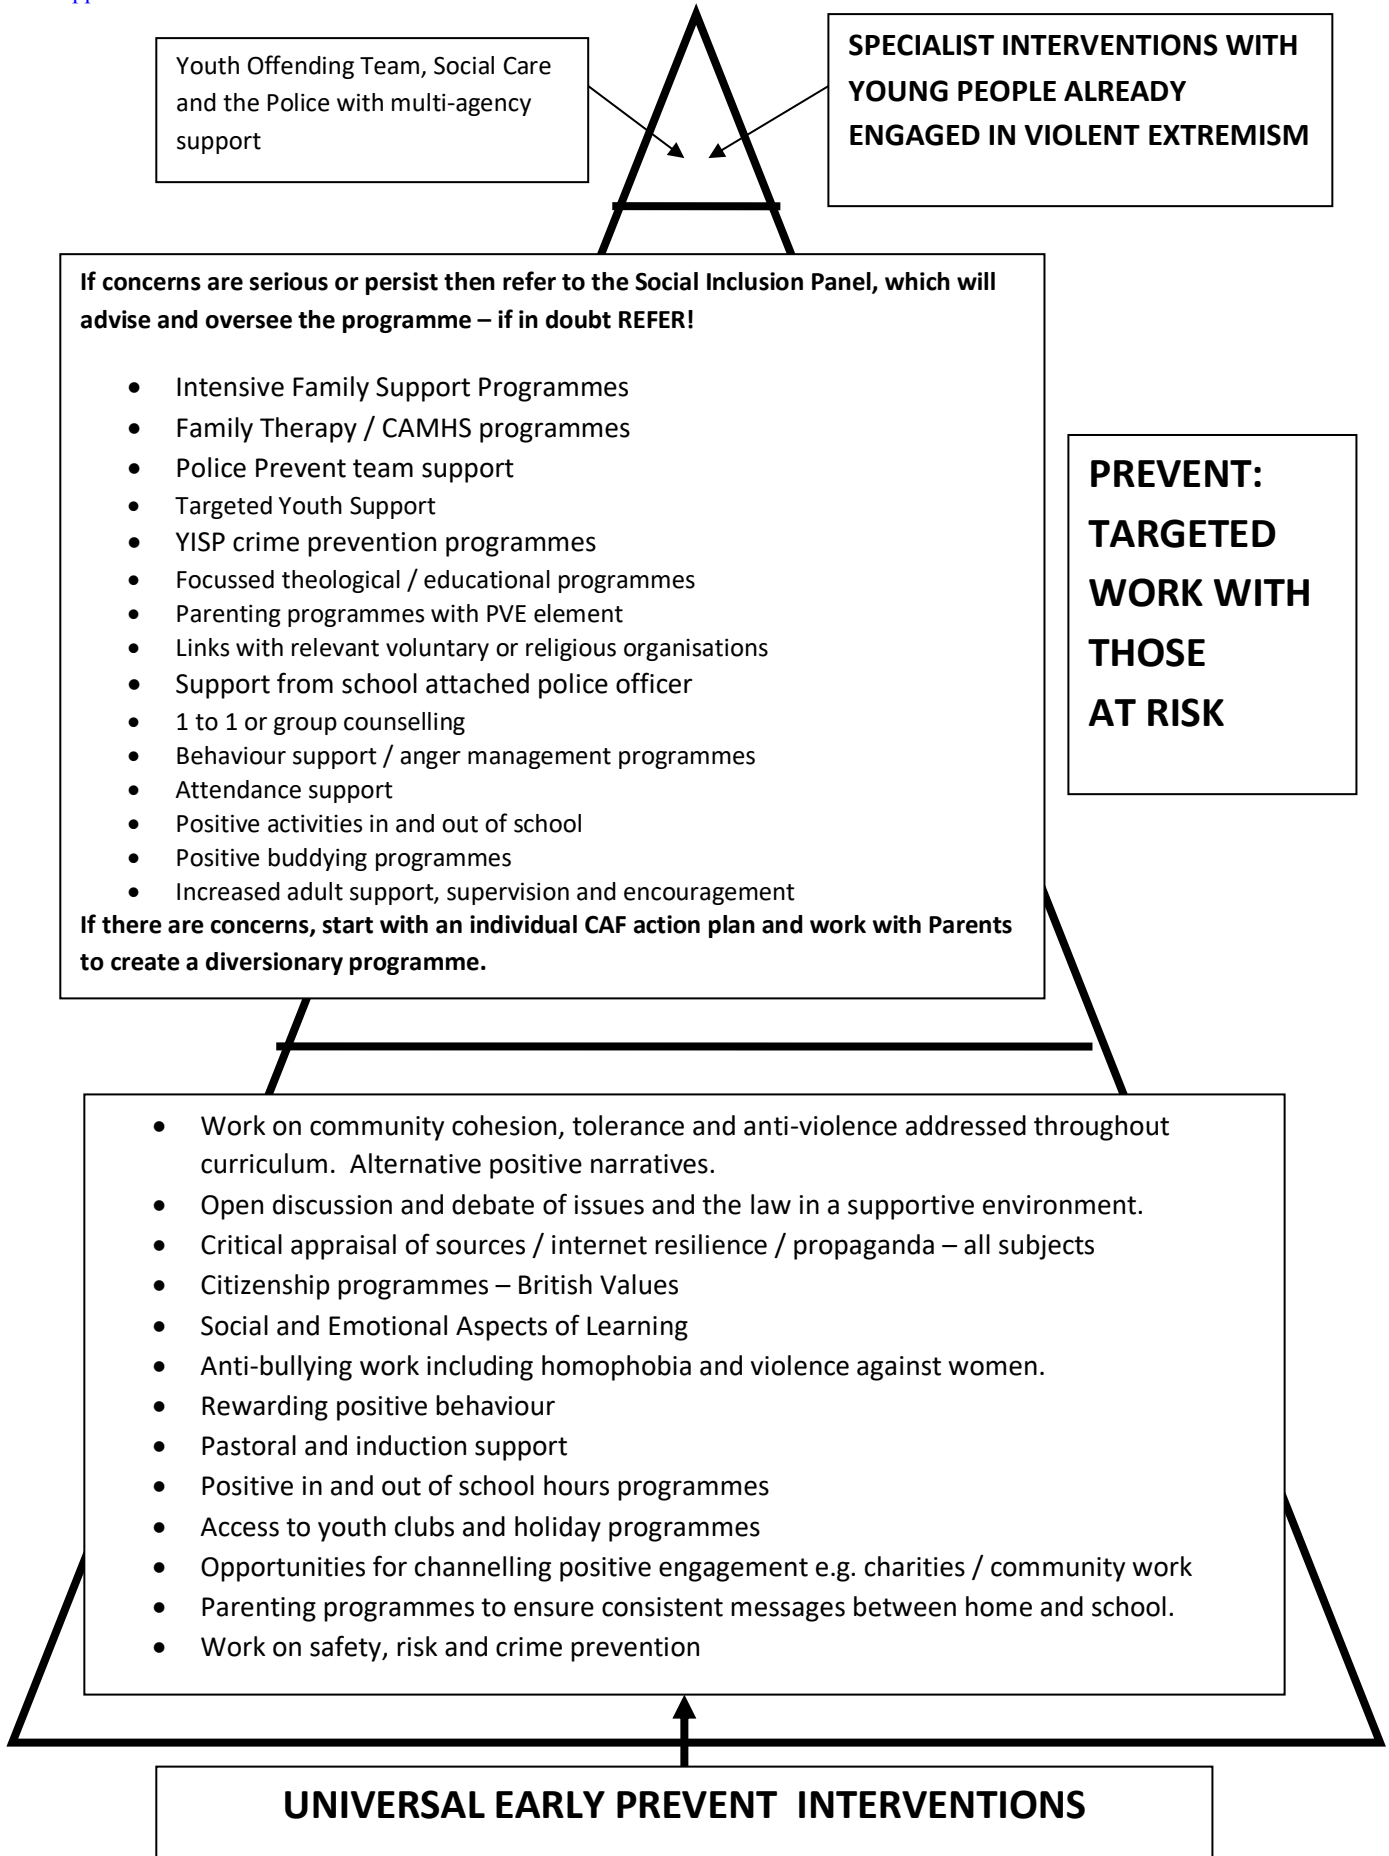 Youth Offending Team, Social Care
and the Police with multi-agency
support
SPECIALIST INTERVENTIONS WITH
YOUNG PEOPLE ALREADY
ENGAGED IN VIOLENT EXTREMISM
If concerns are serious or persist then refer to the Social Inclusion Panel, which will
advise and oversee the programme – if in doubt REFER!
• Intensive Family Support Programmes
• Family Therapy / CAMHS programmes
• Police Prevent team support
• Targeted Youth Support
• YISP crime prevention programmes
• Focussed theological / educational programmes
• Parenting programmes with PVE element
• Links with relevant voluntary or religious organisations
• Support from school attached police officer
• 1 to 1 or group counselling
• Behaviour support / anger management programmes
• Attendance support
• Positive activities in and out of school
• Positive buddying programmes
• Increased adult support, supervision and encouragement
If there are concerns, start with an individual CAF action plan and work with Parents
to create a diversionary programme.
PREVENT:
TARGETED
WORK WITH
THOSE
AT RISK
• Work on community cohesion, tolerance and anti-violence addressed throughout
curriculum.  Alternative positive narratives.
• Open discussion and debate of issues and the law in a supportive environment.
• Critical appraisal of sources / internet resilience / propaganda – all subjects
• Citizenship programmes – British Values
• Social and Emotional Aspects of Learning
• Anti-bullying work including homophobia and violence against women.
• Rewarding positive behaviour
• Pastoral and induction support
• Positive in and out of school hours programmes
• Access to youth clubs and holiday programmes
• Opportunities for channelling positive engagement e.g. charities / community work
• Parenting programmes to ensure consistent messages between home and school.
• Work on safety, risk and crime prevention
UNIVERSAL EARLY PREVENT  INTERVENTIONS